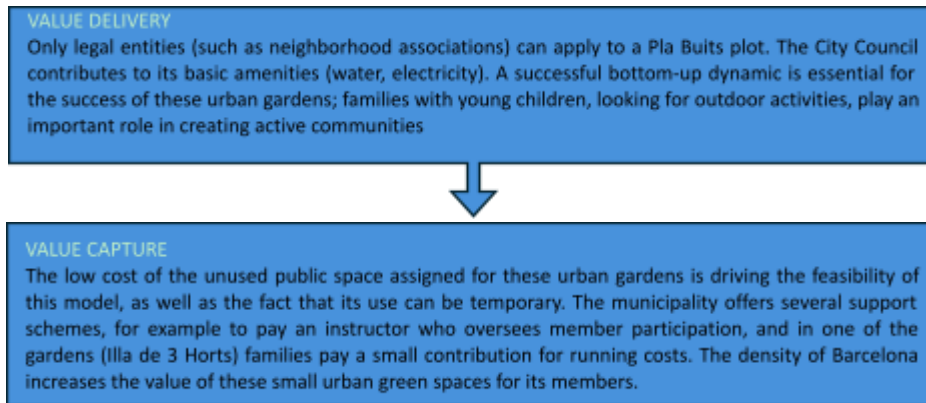 VALUE DELIVERY
Only legal entities (such as neighborhood associations) can apply to a Pla Buits plot. The City Council
contributes to its basic amenities (water, electricity). A successful bottom-up dynamic is essential for
the success of these urban gardens; families with young children, looking for outdoor activities, play an
important role in creating active communities
VALUE CAPTURE
The low cost of the unused public space assigned for these urban gardens is driving the feasibility of
this model, as well as the fact that its use can be temporary. The municipality offers several support
schemes, for example to pay an instructor who oversees member participation, and in one of the
gardens (Illa de 3 Horts) families pay a small contribution for running costs. The density of Barcelona
increases the value of these small urban green spaces for its members.